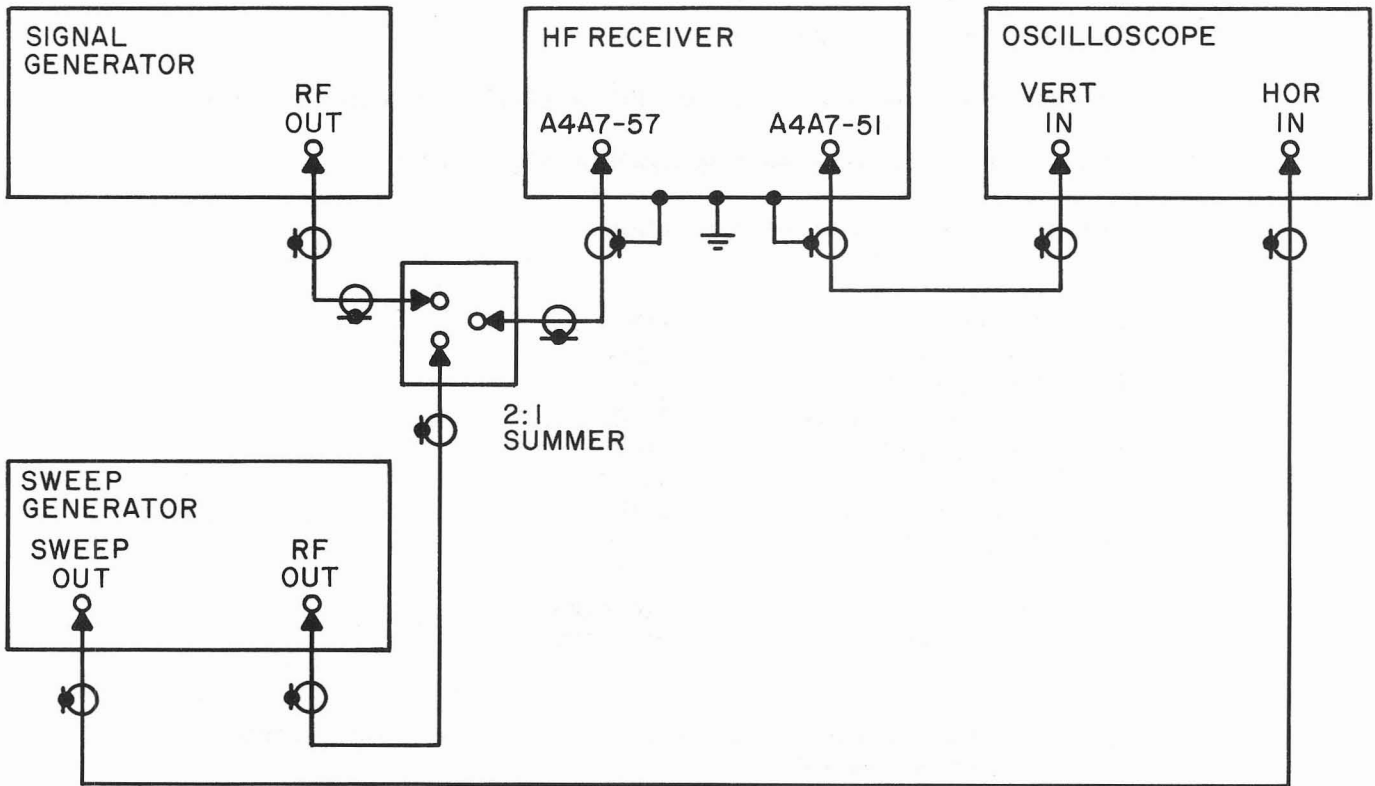 SIGNAL
GENERATOR
RF
OUT
HF RECEIVER
A4A7-57
A4A7-51
OSCILLOSCOPE
VERT
IN
HOR
IN
2:1
SUMMER
SWEEP
GENERATOR
SWEEP
OUT
RF
OUT